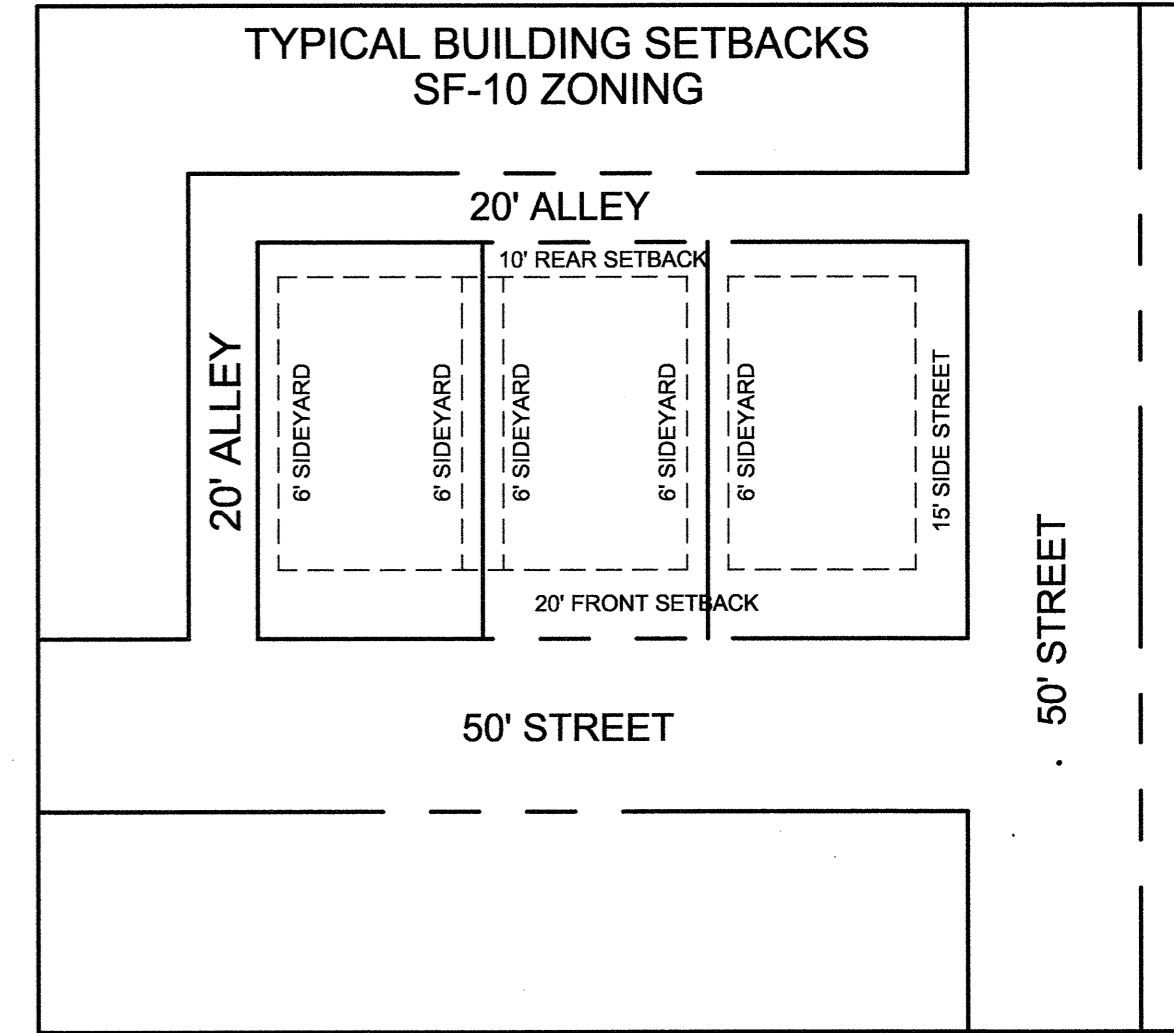 TYPICAL BUILDING SETBACKS
SF-10 ZONING
20' ALLEY
10' REAR SETBACK
20' ALLEY
6' SIDEYARD
6' SIDEYARD
6' SIDEYARD
6' SIDEYARD
6' SIDEYARD
15' SIDE STREET
20' FRONT SETBACK
50' STREET
50' STREET